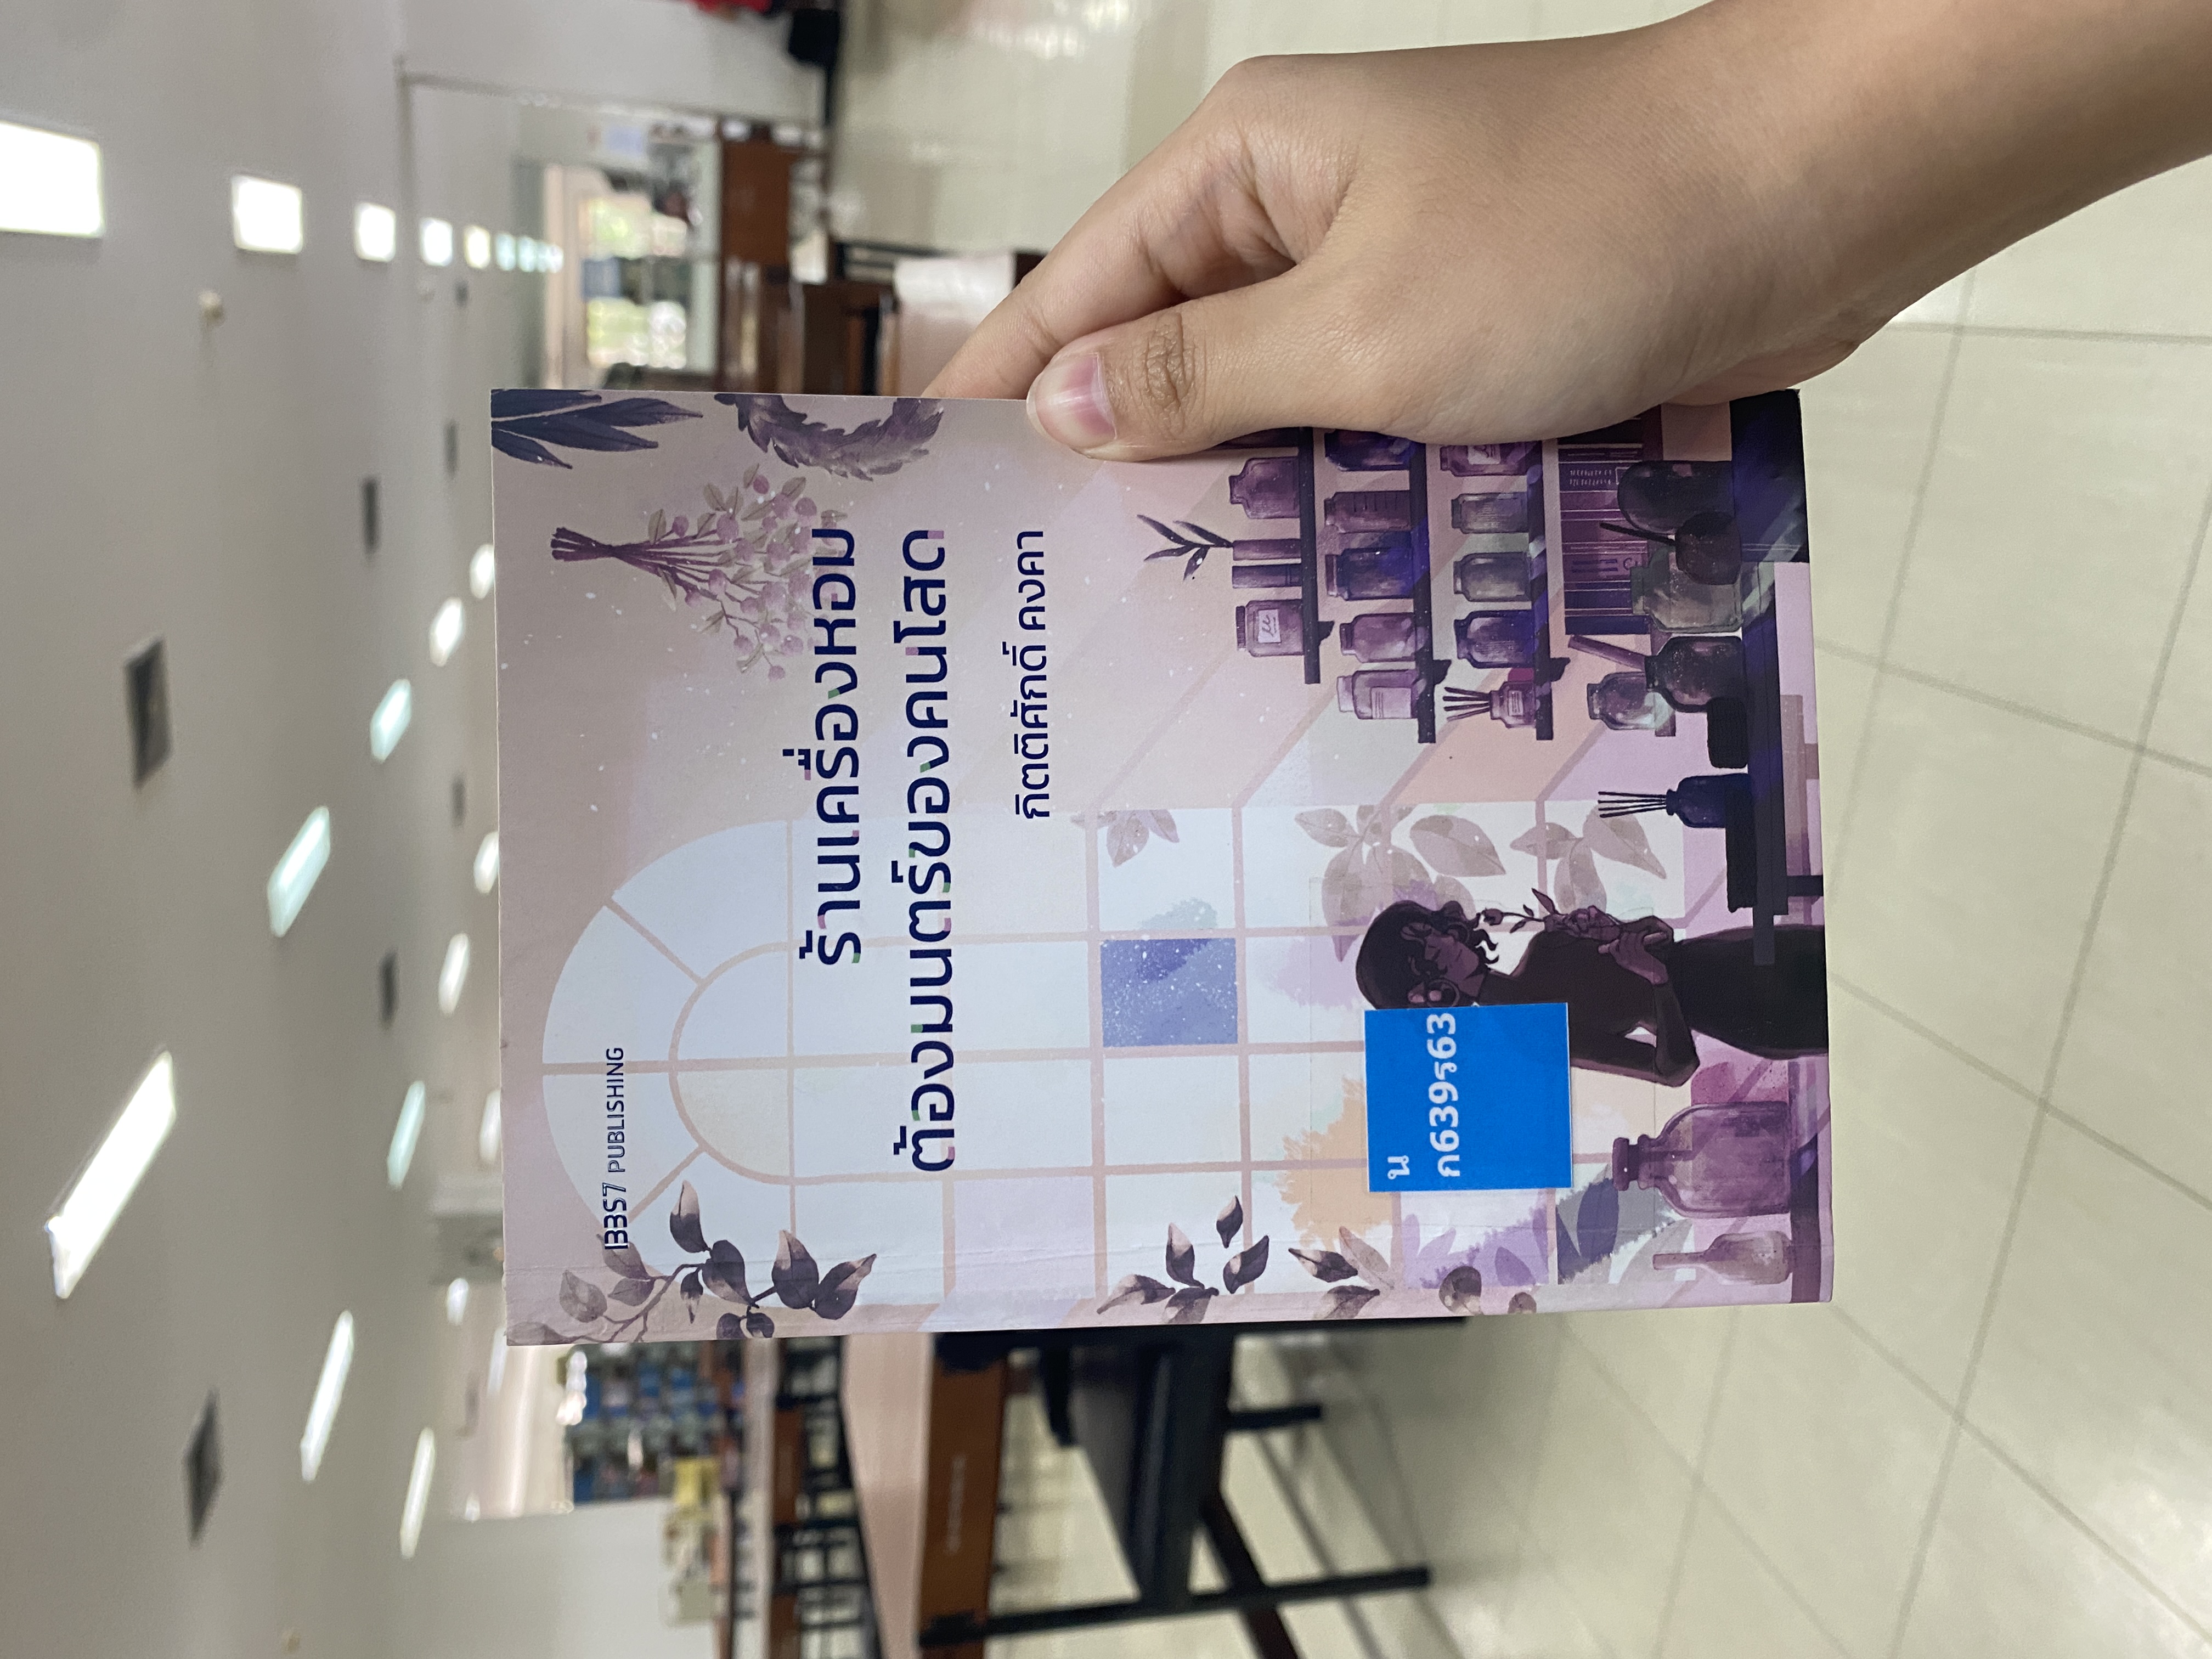 13357 PUBLISHING
ร้านเครื่องหอม
ต้องมนตร์ของคนโสด
กิตติศักดิ์ คงคา
น
ก639ร63